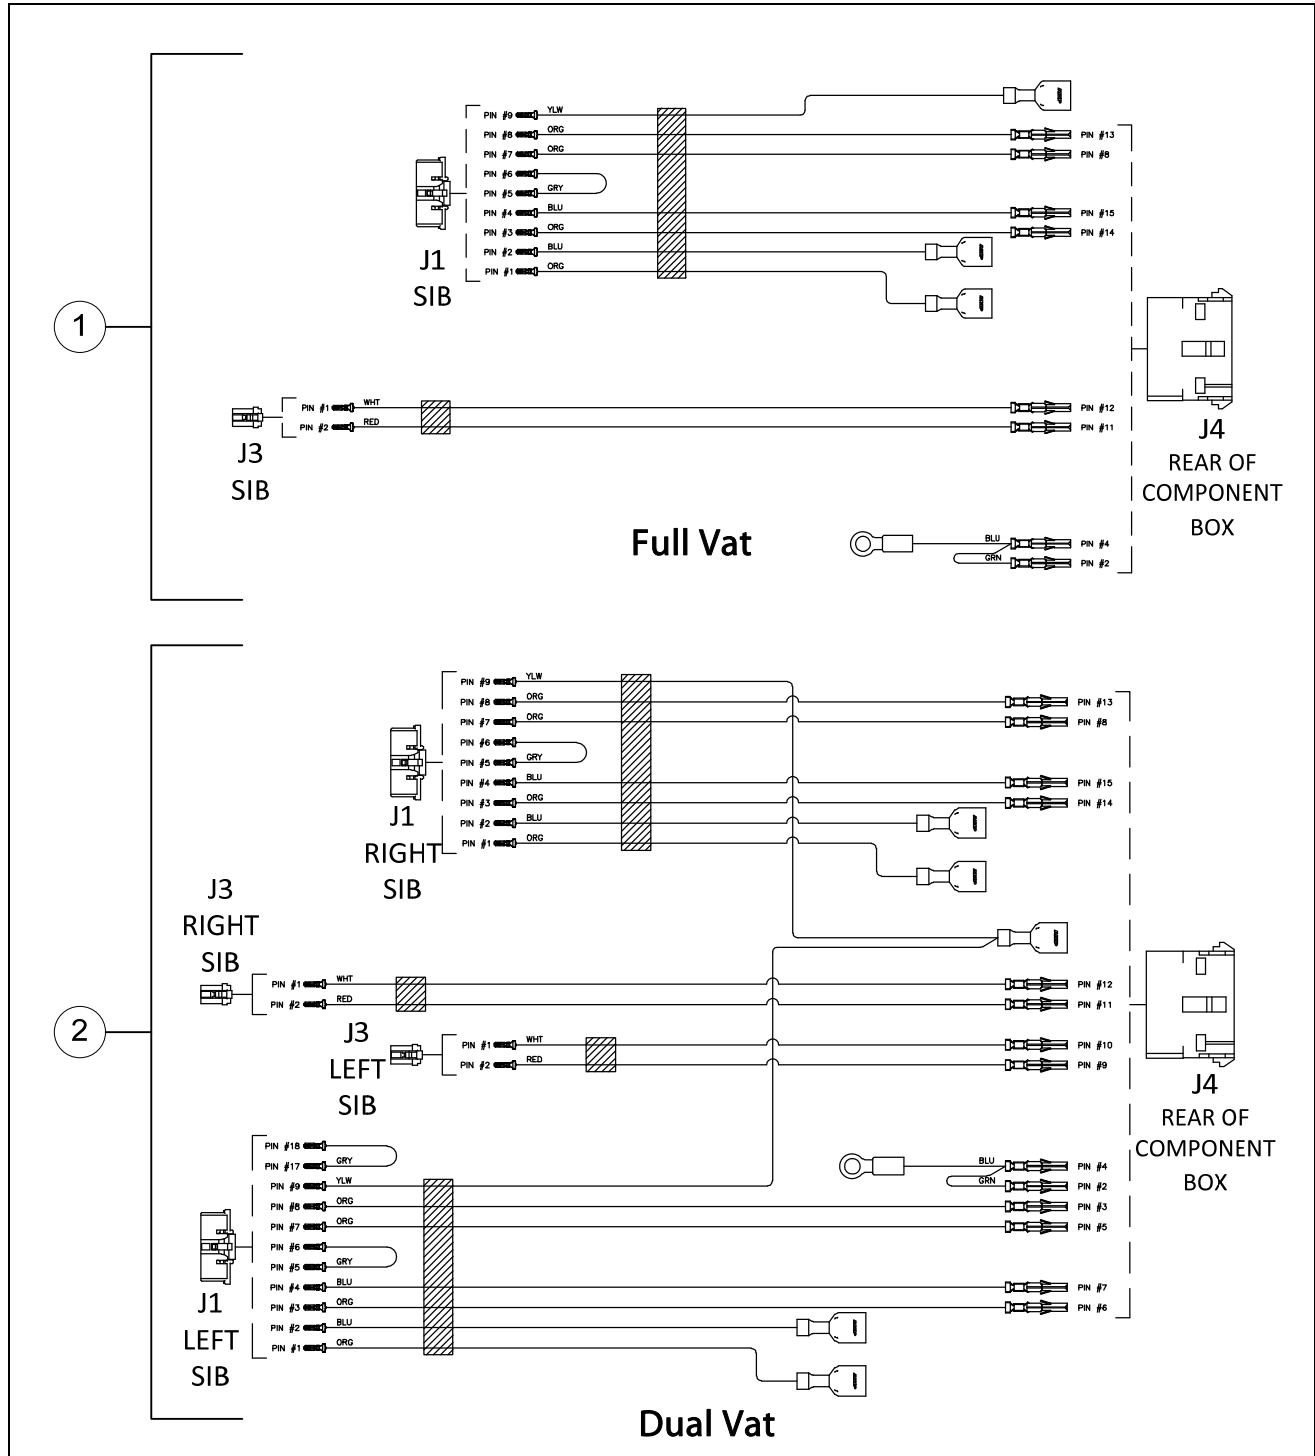 PIN #9 YLW
PIN #8 ORG PIN #13
PIN #7 ORG PIN #8
PIN #6
PIN #5 GRY
PIN #4 BLU PIN #15
PIN #3 ORG PIN #14
PIN #2 BLU
PIN #1 ORG
J1
SIB
1
PIN #1 WHT PIN #12
PIN #2 RED PIN #11
J3
SIB
J4
REAR OF
COMPONENT
BOX
Full Vat
BLU PIN #4
GRN PIN #2
PIN #9 YLW
PIN #8 ORG PIN #13
PIN #7 ORG PIN #8
PIN #6
PIN #5 GRY
PIN #4 BLU PIN #15
PIN #3 ORG PIN #14
PIN #2 BLU
PIN #1 ORG
J1
RIGHT
SIB
J3
RIGHT
SIB
PIN #1 WHT PIN #12
PIN #2 RED PIN #11
2
J3
LEFT
SIB
PIN #1 WHT PIN #10
PIN #2 RED PIN #9
J4
REAR OF
COMPONENT
BOX
PIN #18
PIN #17 GRY
BLU PIN #4
GRN PIN #2
PIN #9 YLW
PIN #8 ORG PIN #3
PIN #7 ORG PIN #5
PIN #6
PIN #5 GRY
PIN #4 BLU PIN #7
PIN #3 ORG PIN #6
PIN #2 BLU
PIN #1 ORG
J1
LEFT
SIB
Dual Vat